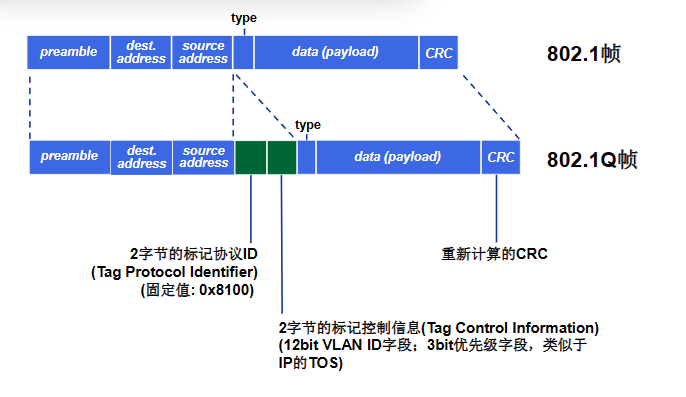 type
preamble
dest. address
source address
data (payload)
CRC
802.1帧
type
preamble
dest. address
source address
data (payload)
CRC
802.1Q帧
2字节的标记协议ID
(Tag Protocol Identifier)
(固定值: 0x8100)
重新计算的CRC
2字节的标记控制信息(Tag Control Information)
(12bit VLAN ID字段；3bit优先级字段，类似于
IP的TOS)